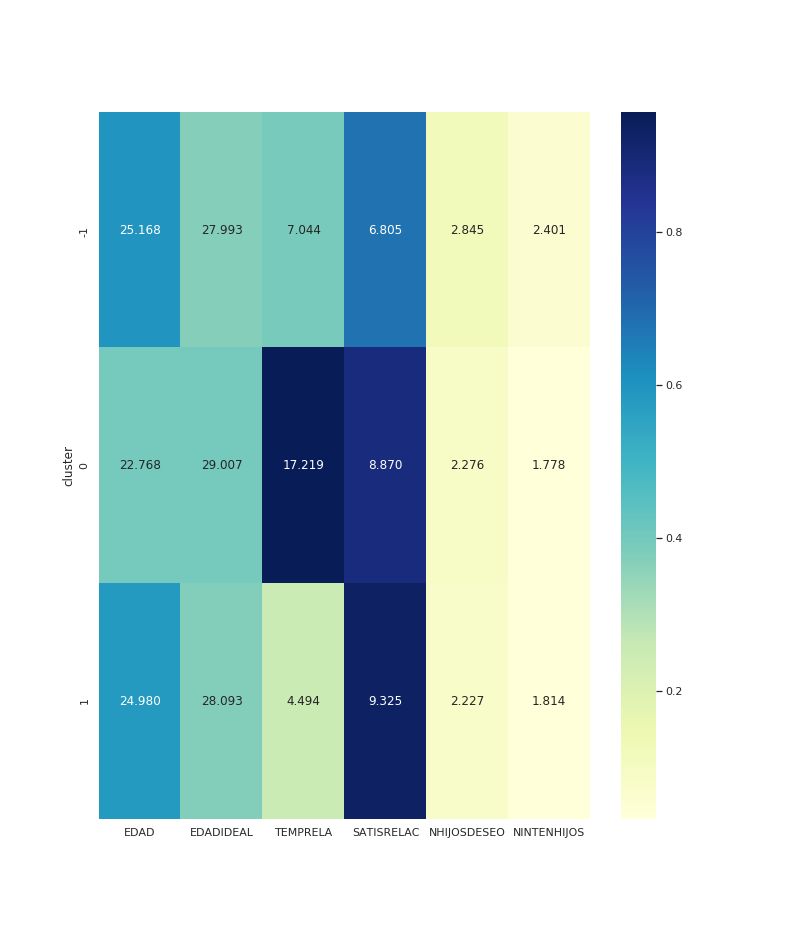 -1 25.168 27.993 7.044 6.805 2.845 2.401
0.8
0.6
cluster
0 22.768 29.007 17.219 8.870 2.276 1.778
0.4
0.2
1 24.980 28.093 4.494 9.325 2.227 1.814
EDAD EDADIDEAL TEMPRELA SATISRELAC NHIJOSDESEO NINTENHIJOS